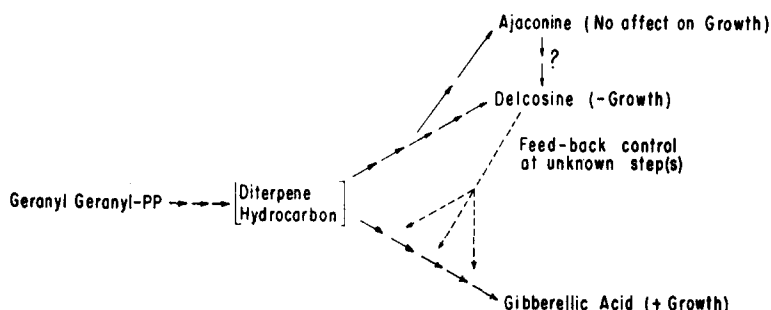 Ajaconine (No affect on Growth)
?
Delcosine (-Growth)
Feed-back control
at unknown step(s)
Geranyl Geranyl-PP
Diterpene
Hydrocarbon
Gibberellic Acid (+ Growth)